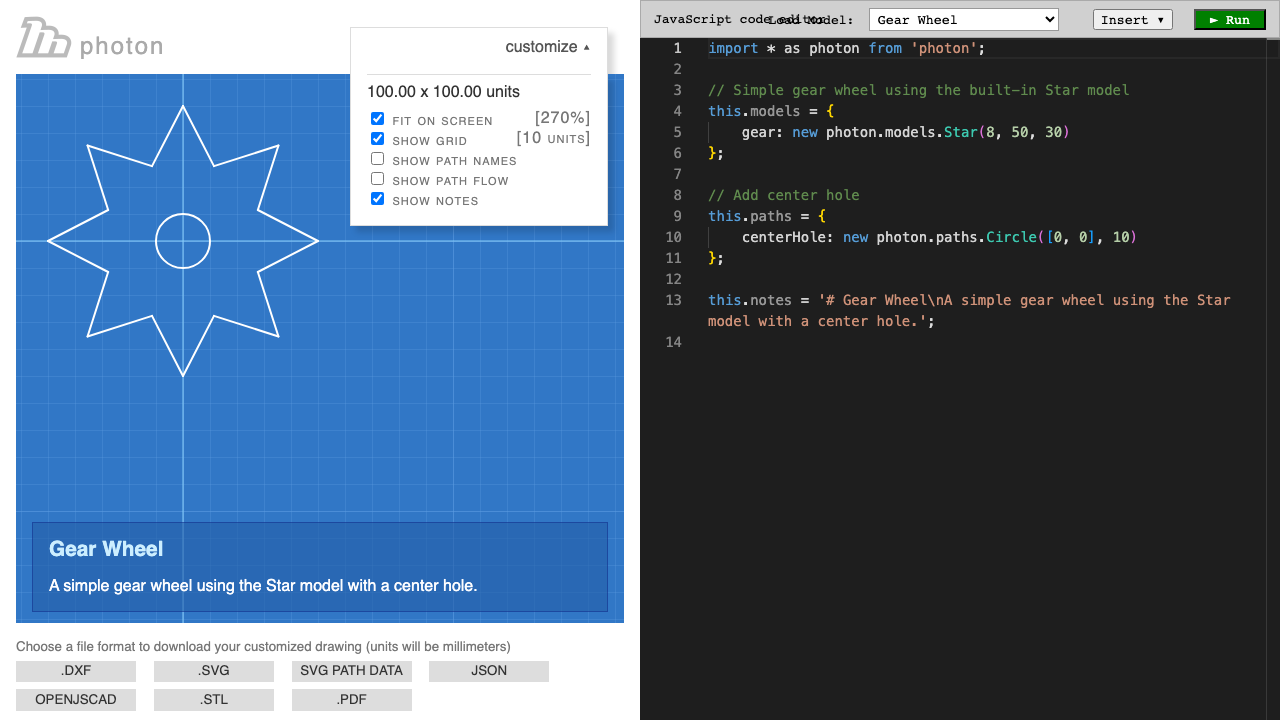 photon
customize ▲
100.00 x 100.00 units
FIT ON SCREEN [270%]
SHOW GRID [10 UNITS]
SHOW PATH NAMES
SHOW PATH FLOW
SHOW NOTES
Gear Wheel
A simple gear wheel using the Star model with a center hole.
Choose a file format to download your customized drawing (units will be millimeters)
.DXF .SVG SVG PATH DATA JSON
OPENJSCAD .STL .PDF
JavaScript code editor Load Model: Gear Wheel Insert ▼ ► Run
1 import * as photon from 'photon';
2
3 // Simple gear wheel using the built-in Star model
4 this.models = {
5 gear: new photon.models.Star(8, 50, 30)
6 };
7
8 // Add center hole
9 this.paths = {
10 centerHole: new photon.paths.Circle([0, 0], 10)
11 };
12
13 this.notes = '# Gear Wheel\nA simple gear wheel using the Star
model with a center hole.';
14